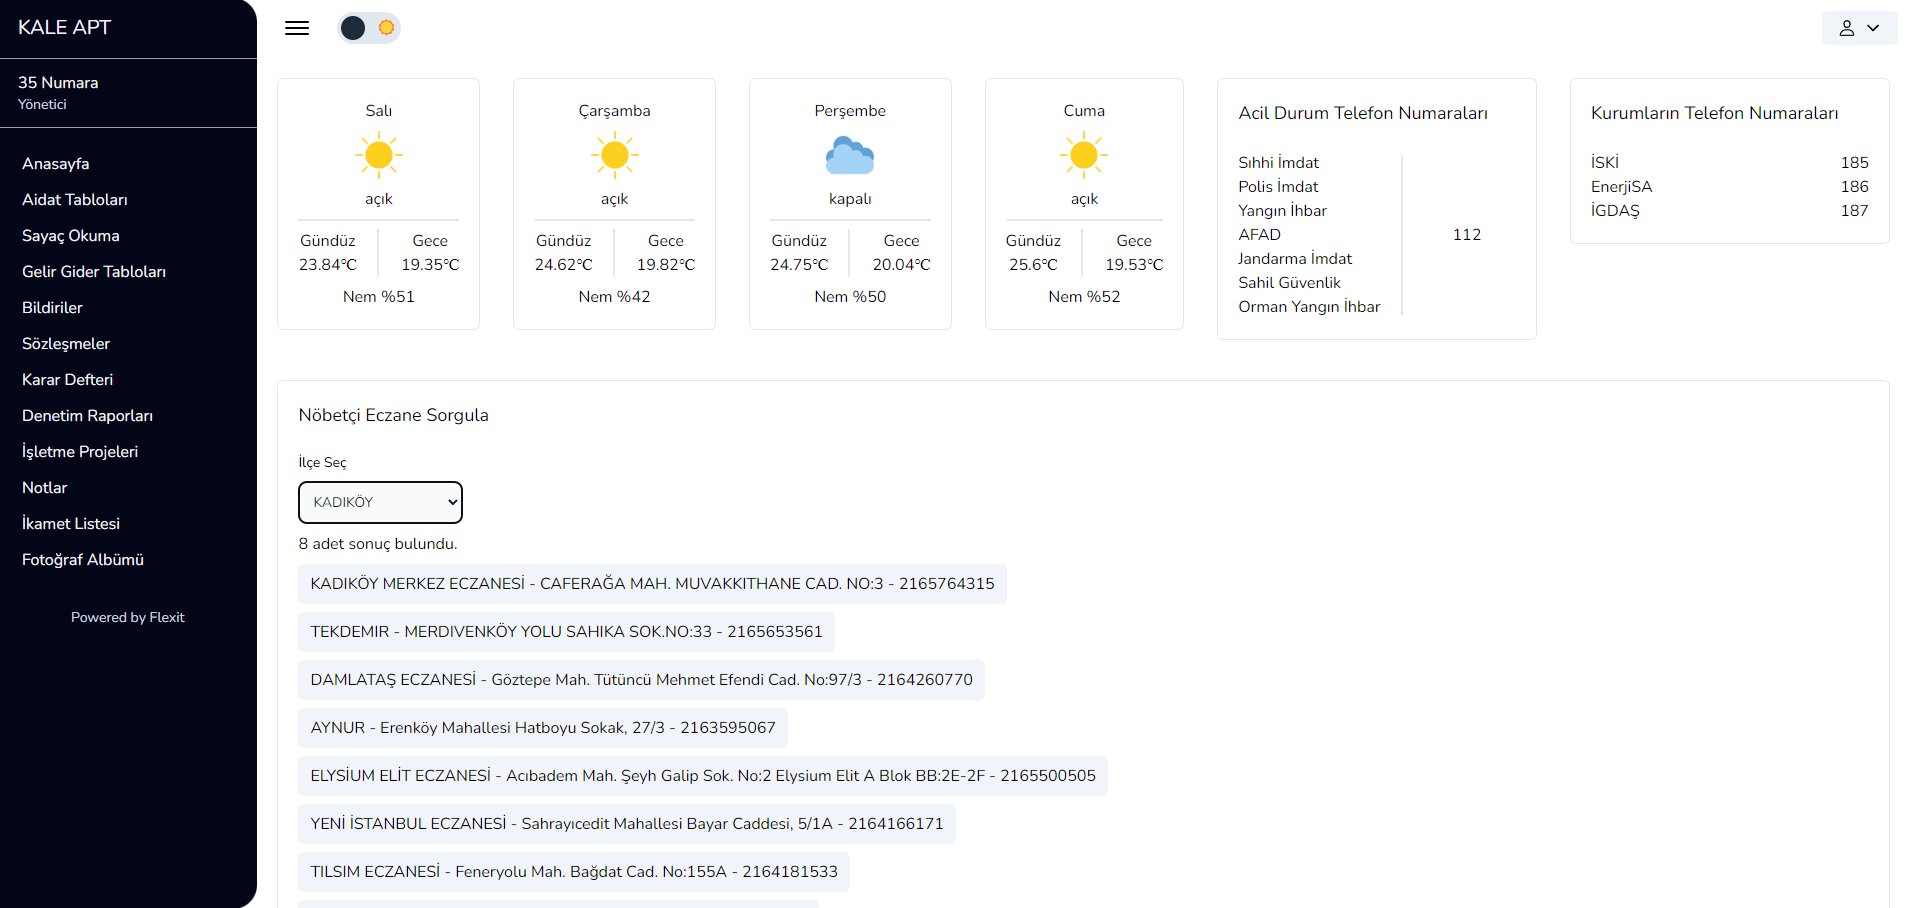 KALE APT
35 Numara
Yönetici
Anasayfa
Aidat Tabloları
Sayaç Okuma
Gelir Gider Tabloları
Bildiriler
Sözleşmeler
Karar Defteri
Denetim Raporları
İşletme Projeleri
Notlar
İkamet Listesi
Fotoğraf Albümü
Powered by Flexit
Salı
açık
Gündüz Gece
23.84°C 19.35°C
Nem %51
Çarşamba
açık
Gündüz Gece
24.62°C 19.82°C
Nem %42
Perşembe
kapalı
Gündüz Gece
24.75°C 20.04°C
Nem %50
Cuma
açık
Gündüz Gece
25.6°C 19.53°C
Nem %52
Acil Durum Telefon Numaraları
Sıhhi İmdat
Polis İmdat
Yangın İhbar
AFAD 112
Jandarma İmdat
Sahil Güvenlik
Orman Yangın İhbar
Kurumların Telefon Numaraları
İSKİ 185
EnerjiSA 186
İGDAŞ 187
Nöbetçi Eczane Sorgula
İlçe Seç
KADIKÖY
8 adet sonuç bulundu.
KADIKÖY MERKEZ ECZANESİ - CAFERAĞA MAH. MUVAKKITHANE CAD. NO:3 - 2165764315
TEKDEMIR - MERDIVENKÖY YOLU SAHIKA SOK.NO:33 - 2165653561
DAMLATAŞ ECZANESİ - Göztepe Mah. Tütüncü Mehmet Efendi Cad. No:97/3 - 2164260770
AYNUR - Erenköy Mahallesi Hatboyu Sokak, 27/3 - 2163595067
ELYSİUM ELİT ECZANESİ - Acıbadem Mah. Şeyh Galip Sok. No:2 Elysium Elit A Blok BB:2E-2F - 2165500505
YENİ İSTANBUL ECZANESİ - Sahrayıcedit Mahallesi Bayar Caddesi, 5/1A - 2164166171
TILSIM ECZANESİ - Feneryolu Mah. Bağdat Cad. No:155A - 2164181533